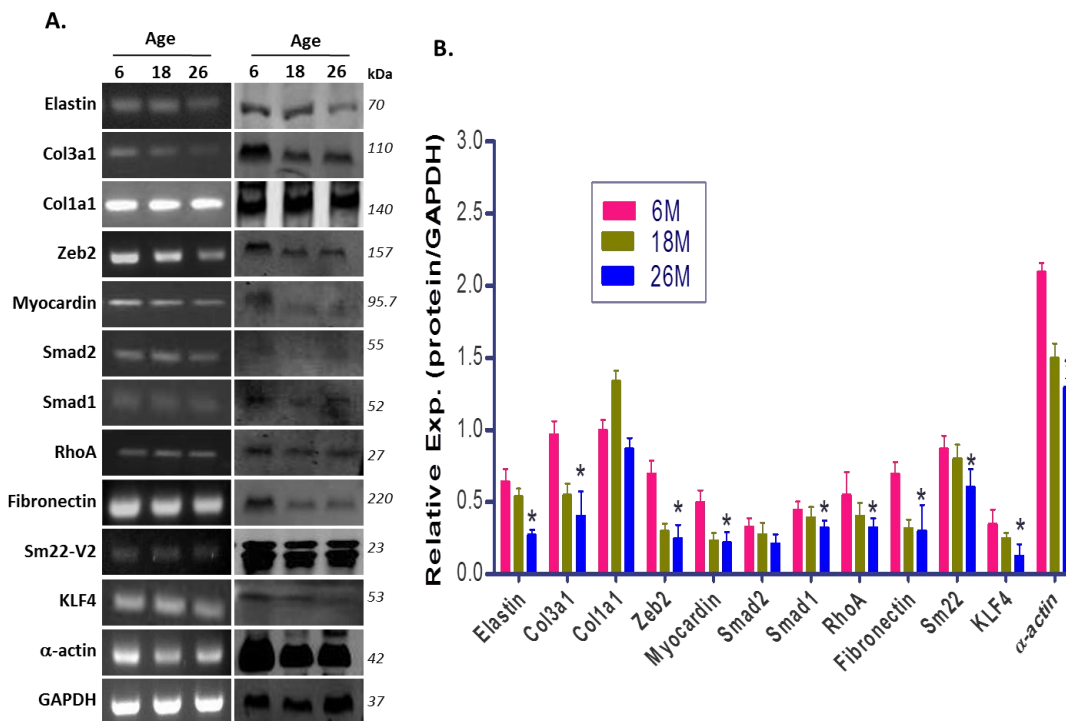 A.
Age
Age
6 18 26
6 18 26
kDa
Elastin
70
Col3a1
110
Col1a1
140
Zeb2
157
Myocardin
95.7
Smad2
55
Smad1
52
RhoA
27
Fibronectin
220
Sm22-V2
23
KLF4
53
α-actin
42
GAPDH
37
B.
Relative Exp. (protein/GAPDH)
3.0
2.5
2.0
1.5
1.0
0.5
0.0
6M
18M
26M
*
*
*
*
*
*
*
*
*
*
Elastin
Col3a1
Col1a1
Zeb2
Myocardin
Smad2
Smad1
RhoA
Fibronectin
Sm22
KLF4
α-actin